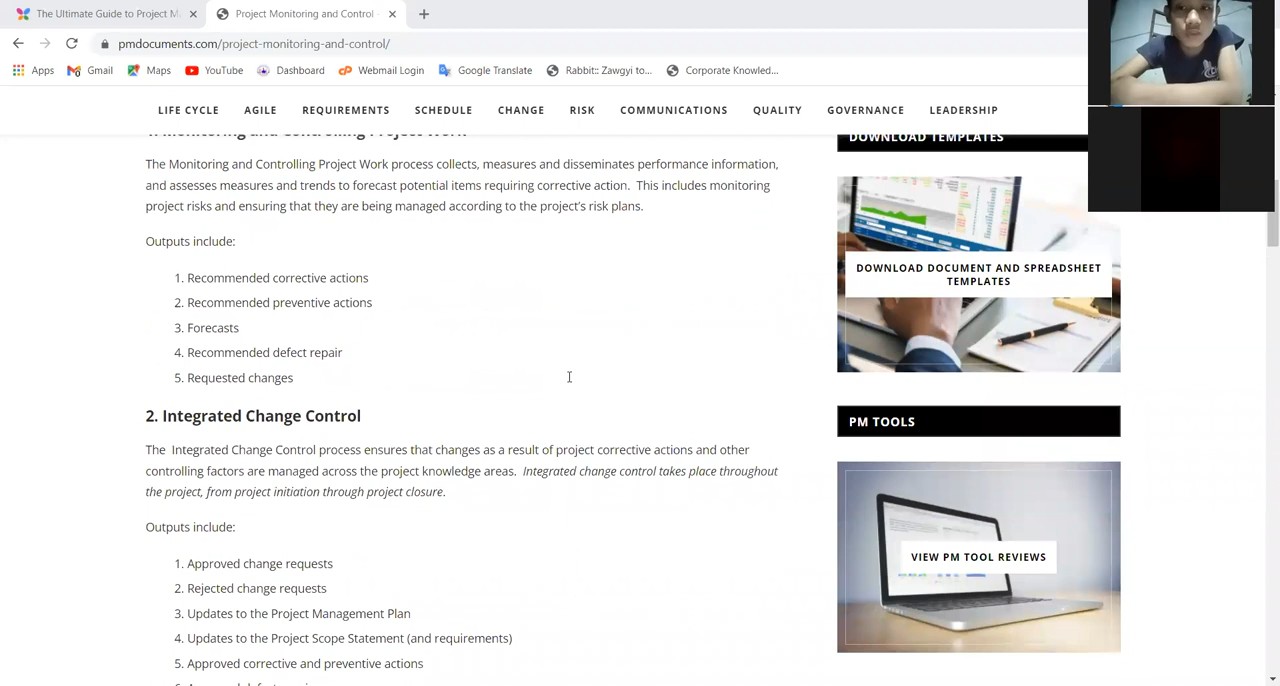 The Ultimate Guide to Project M
Project Monitoring and Control -
pmdocuments.com/project-monitoring-and-control/
Apps
Gmail
Maps
YouTube
Dashboard
Webmail Login
Google Translate
Rabbit:: Zawgyi to...
Corporate Knowled...
LIFE CYCLE
AGILE
REQUIREMENTS
SCHEDULE
CHANGE
RISK
COMMUNICATIONS
QUALITY
GOVERNANCE
LEADERSHIP
1. Monitoring and Controlling Project Work
The Monitoring and Controlling Project Work process collects, measures and disseminates performance information,
and assesses measures and trends to forecast potential items requiring corrective action. This includes monitoring
project risks and ensuring that they are being managed according to the project's risk plans.
Outputs include:
1. Recommended corrective actions
2. Recommended preventive actions
3. Forecasts
4. Recommended defect repair
5. Requested changes
2. Integrated Change Control
The Integrated Change Control process ensures that changes as a result of project corrective actions and other
controlling factors are managed across the project knowledge areas. Integrated change control takes place throughout
the project, from project initiation through project closure.
Outputs include:
1. Approved change requests
2. Rejected change requests
3. Updates to the Project Management Plan
4. Updates to the Project Scope Statement (and requirements)
5. Approved corrective and preventive actions
DOWNLOAD TEMPLATES
DOWNLOAD DOCUMENT AND SPREADSHEET
TEMPLATES
PM TOOLS
VIEW PM TOOL REVIEWS